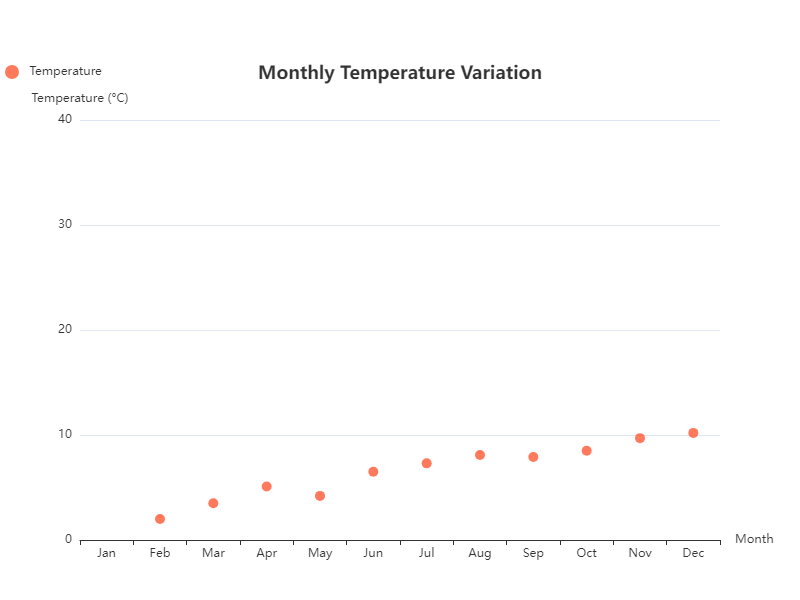 Monthly Temperature Variation
Temperature
Temperature (°C)
40
30
20
10
0
Jan Feb Mar Apr May Jun Jul Aug Sep Oct Nov Dec
Month